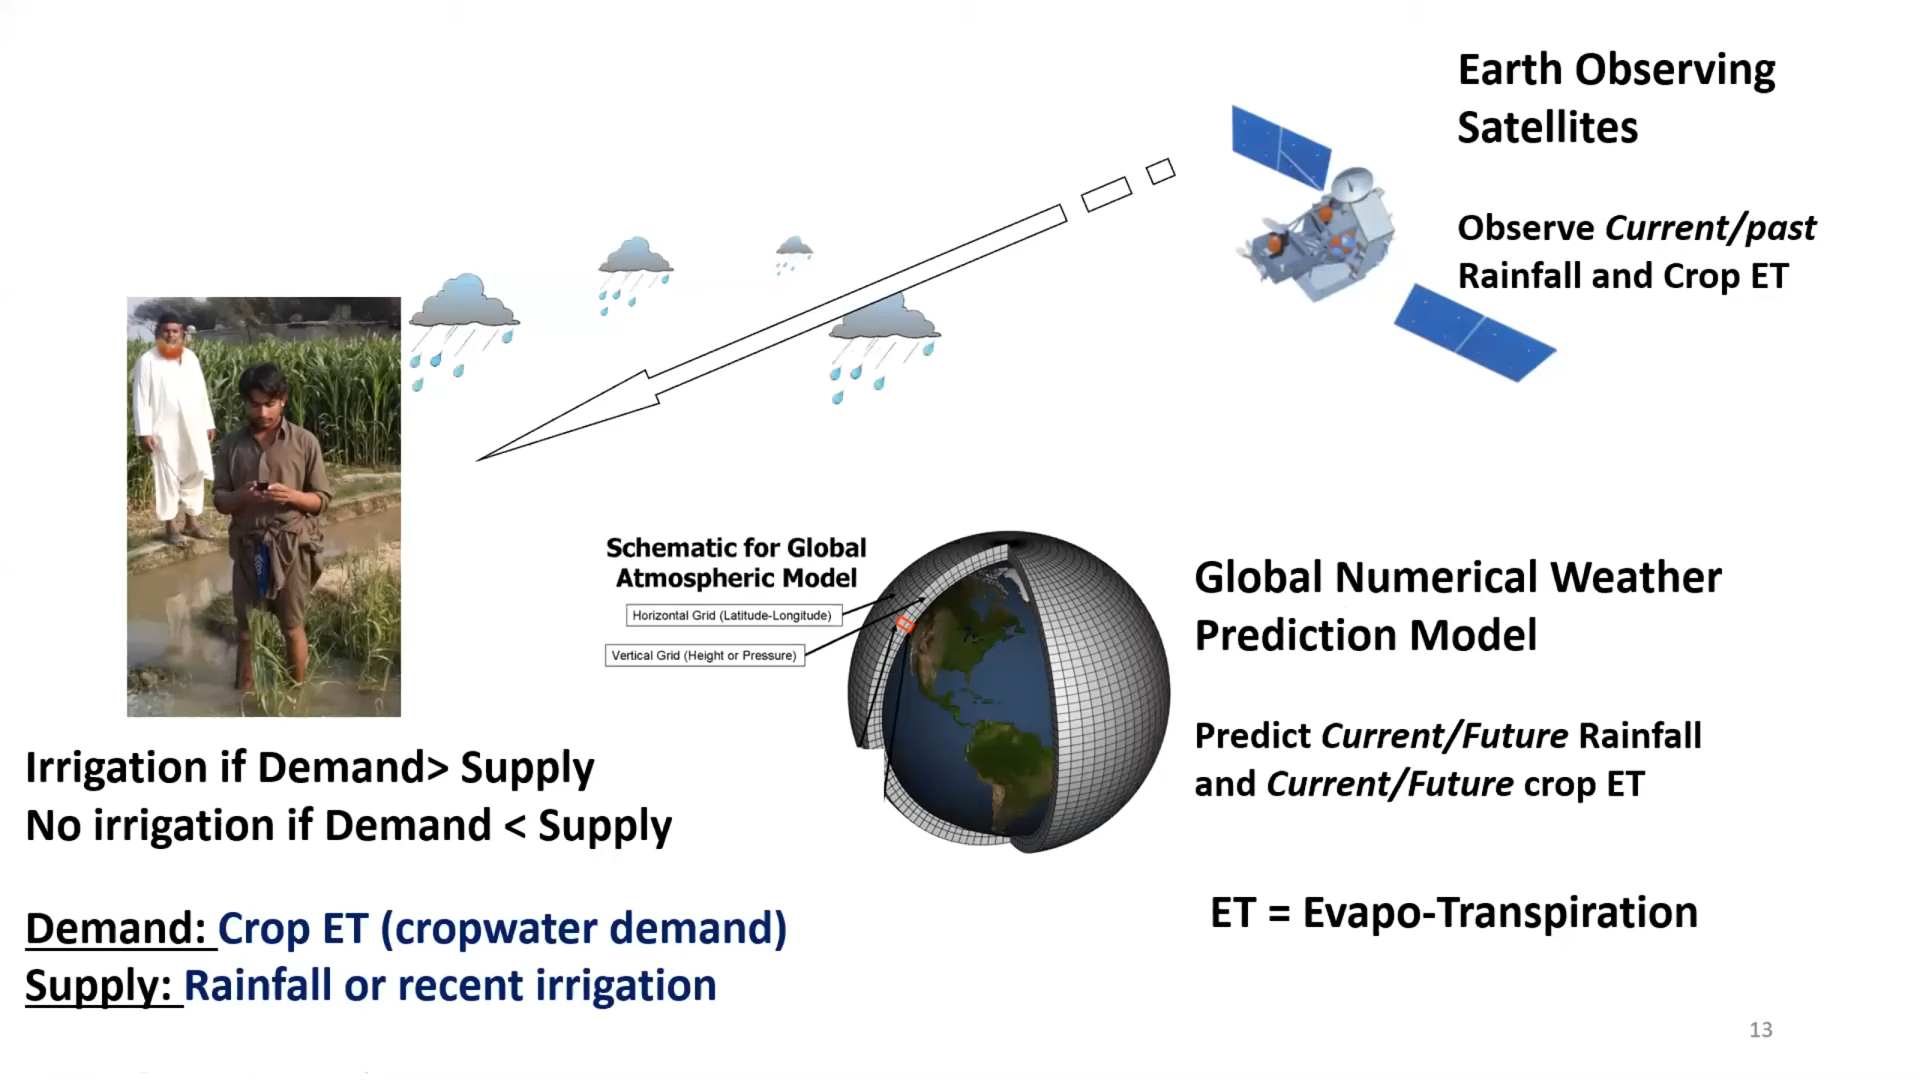 Earth Observing
Satellites
Observe Current/past
Rainfall and Crop ET
Schematic for Global
Atmospheric Model
Horizontal Grid (Latitude-Longitude)
Vertical Grid (Height or Pressure)
Global Numerical Weather
Prediction Model
Predict Current/Future Rainfall
and Current/Future crop ET
Irrigation if Demand> Supply
No irrigation if Demand < Supply
Demand: Crop ET (cropwater demand)
Supply: Rainfall or recent irrigation
ET = Evapo-Transpiration
13